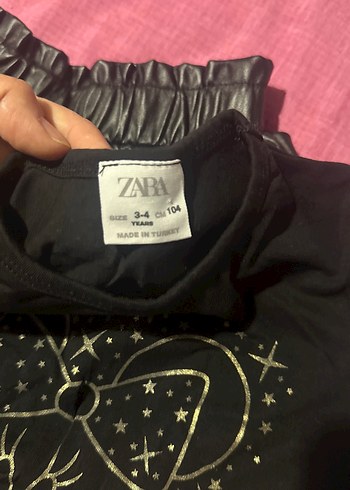 ZARA
SIZE 3-4 CM 104
YEARS
MADE IN TURKEY